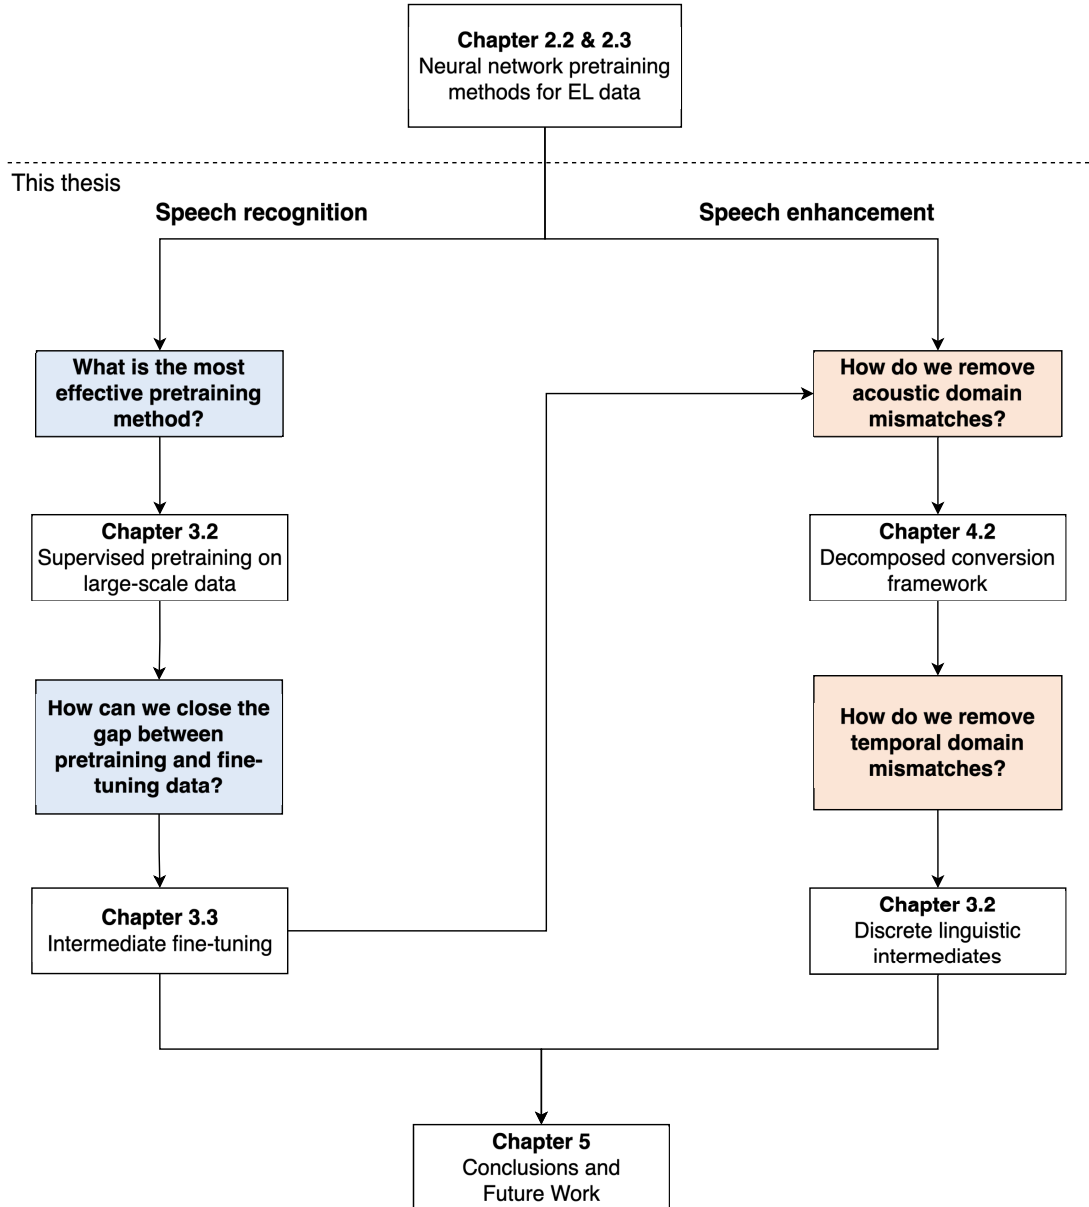 Chapter 2.2 & 2.3
Neural network pretraining
methods for EL data
This thesis
Speech recognition
Speech enhancement
What is the most
effective pretraining
method?
Chapter 3.2
Supervised pretraining on
large-scale data
How can we close the
gap between
pretraining and fine-
tuning data?
Chapter 3.3
Intermediate fine-tuning
How do we remove
acoustic domain
mismatches?
Chapter 4.2
Decomposed conversion
framework
How do we remove
temporal domain
mismatches?
Chapter 3.2
Discrete linguistic
intermediates
Chapter 5
Conclusions and
Future Work